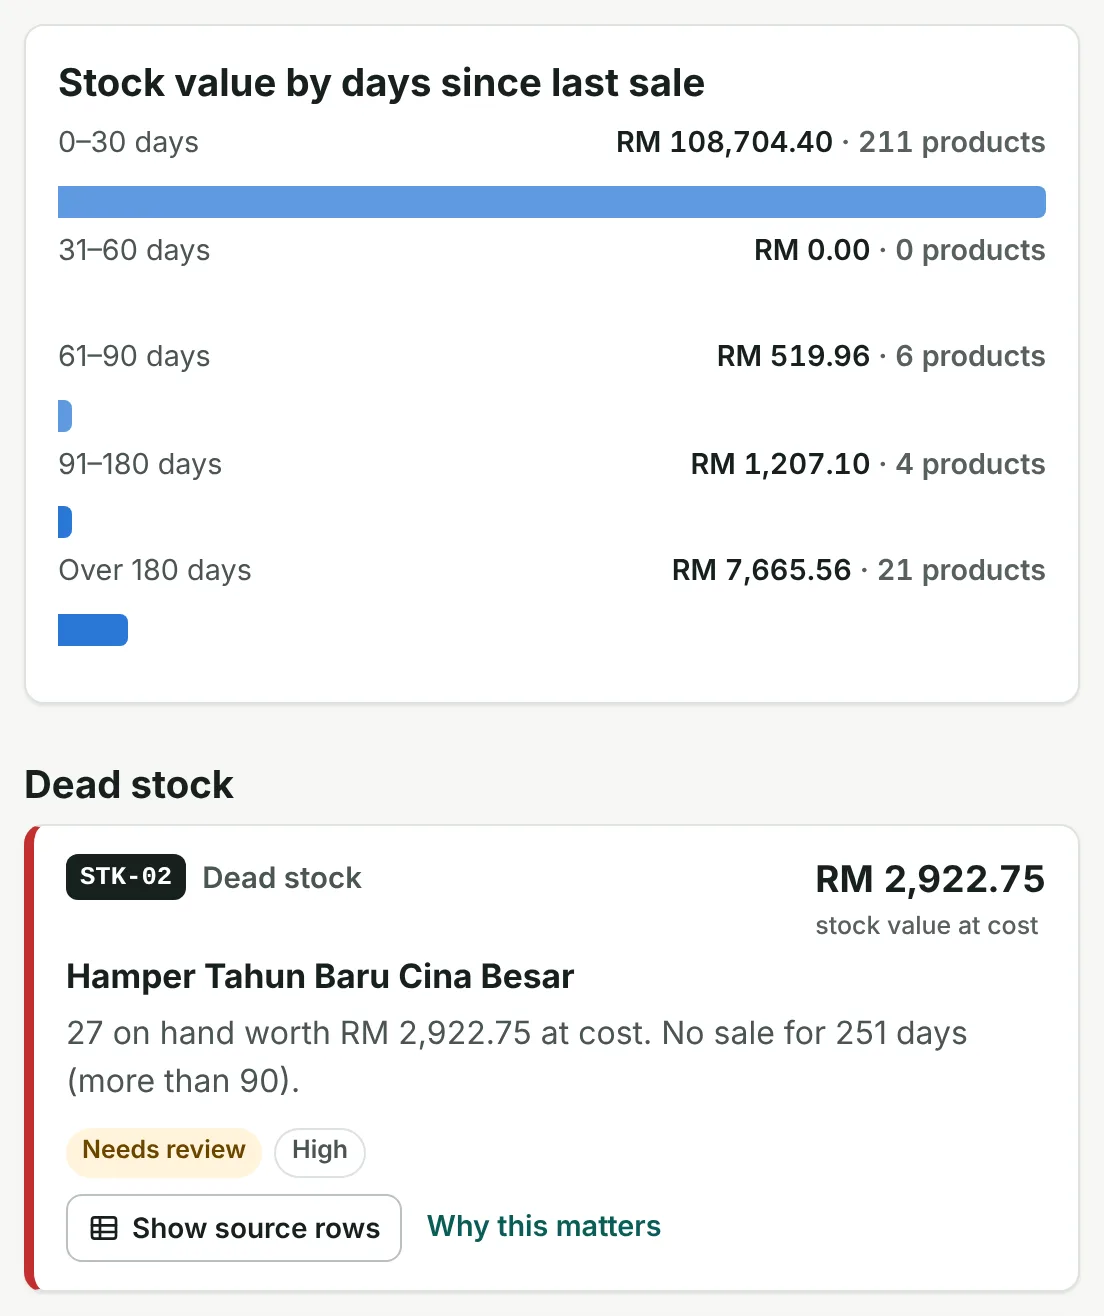 Stock value by days since last sale
0–30 days RM 108,704.40 · 211 products
31–60 days RM 0.00 · 0 products
61–90 days RM 519.96 · 6 products
91–180 days RM 1,207.10 · 4 products
Over 180 days RM 7,665.56 · 21 products
Dead stock
STK-02 Dead stock RM 2,922.75
stock value at cost
Hamper Tahun Baru Cina Besar
27 on hand worth RM 2,922.75 at cost. No sale for 251 days
(more than 90).
Needs review High
Show source rows Why this matters